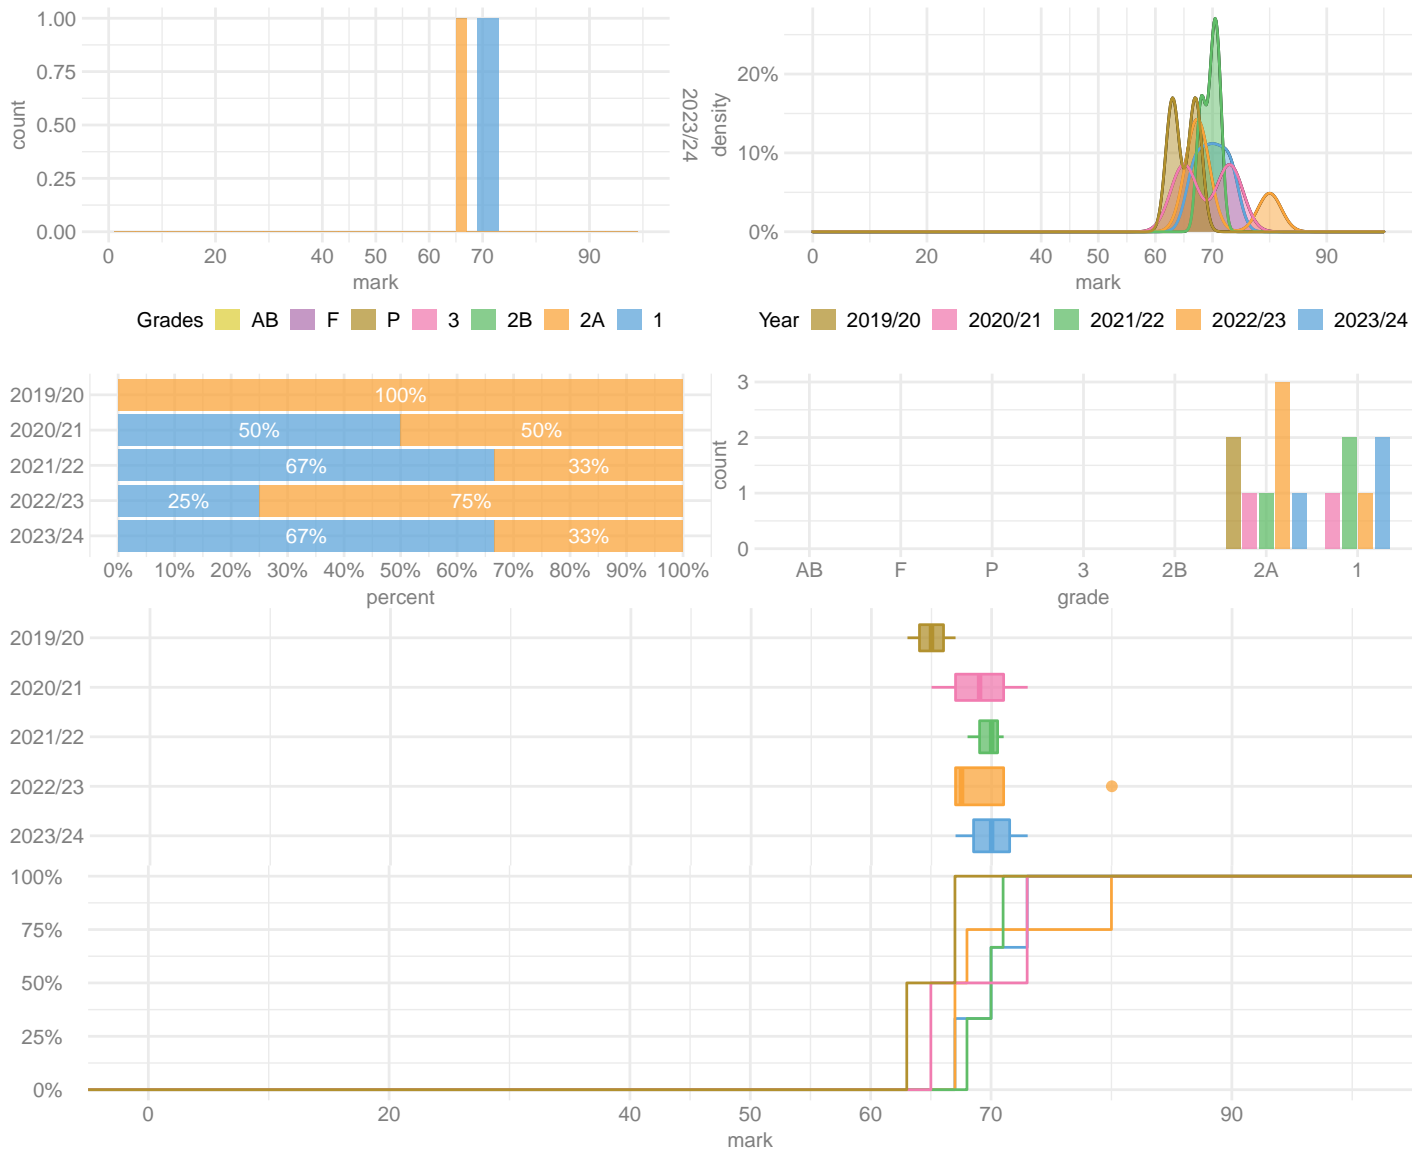 1.00
0.75
0.50
0.25
0.00
count
0 20 40 50 60 70 90
mark
2023/24
20%
10%
0%
density
0 20 40 50 60 70 90
mark
Grades AB F P 3 2B 2A 1
Year 2019/20 2020/21 2021/22 2022/23 2023/24
2019/20 100%
2020/21 50% 50%
2021/22 67% 33%
2022/23 25% 75%
2023/24 67% 33%
0% 10% 20% 30% 40% 50% 60% 70% 80% 90% 100%
percent
3
2
1
0
count
AB F P 3 2B 2A 1
grade
2019/20
2020/21
2021/22
2022/23
2023/24
100%
75%
50%
25%
0%
0 20 40 50 60 70 90
mark